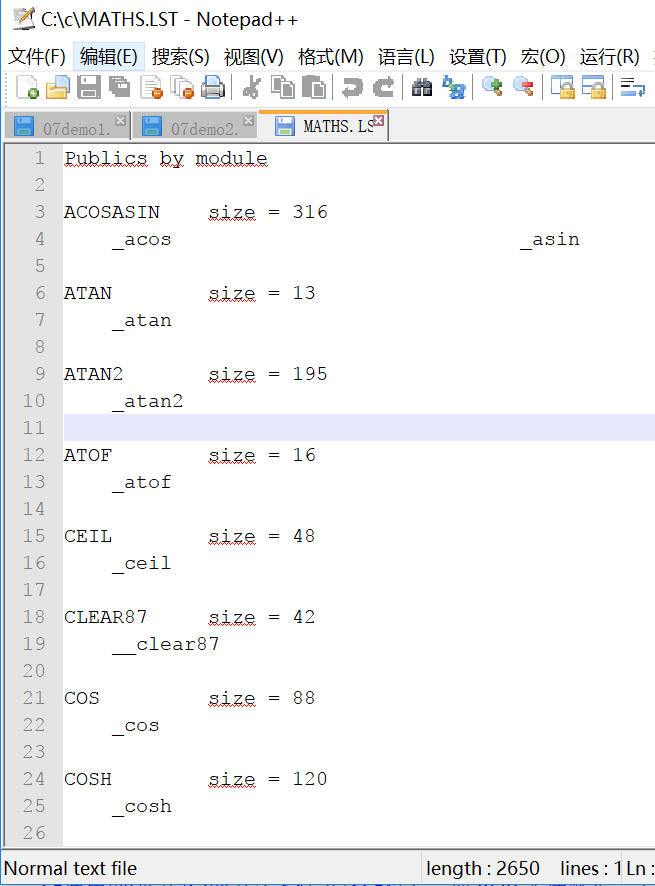 C:\c\MATHS.LST - Notepad++
文件(F) 编辑(E) 搜索(S) 视图(V) 格式(M) 语言(L) 设置(T) 宏(O) 运行(R)
07demo1. 07demo2. MATHS.LS
1 Publics by module
2
3 ACOSASIN size = 316
4 _acos _asin
5
6 ATAN size = 13
7 _atan
8
9 ATAN2 size = 195
10 _atan2
11
12 ATOF size = 16
13 _atof
14
15 CEIL size = 48
16 _ceil
17
18 CLEAR87 size = 42
19 __clear87
20
21 COS size = 88
22 _cos
23
24 COSH size = 120
25 _cosh
26
Normal text file length : 2650 lines : 1 Ln :